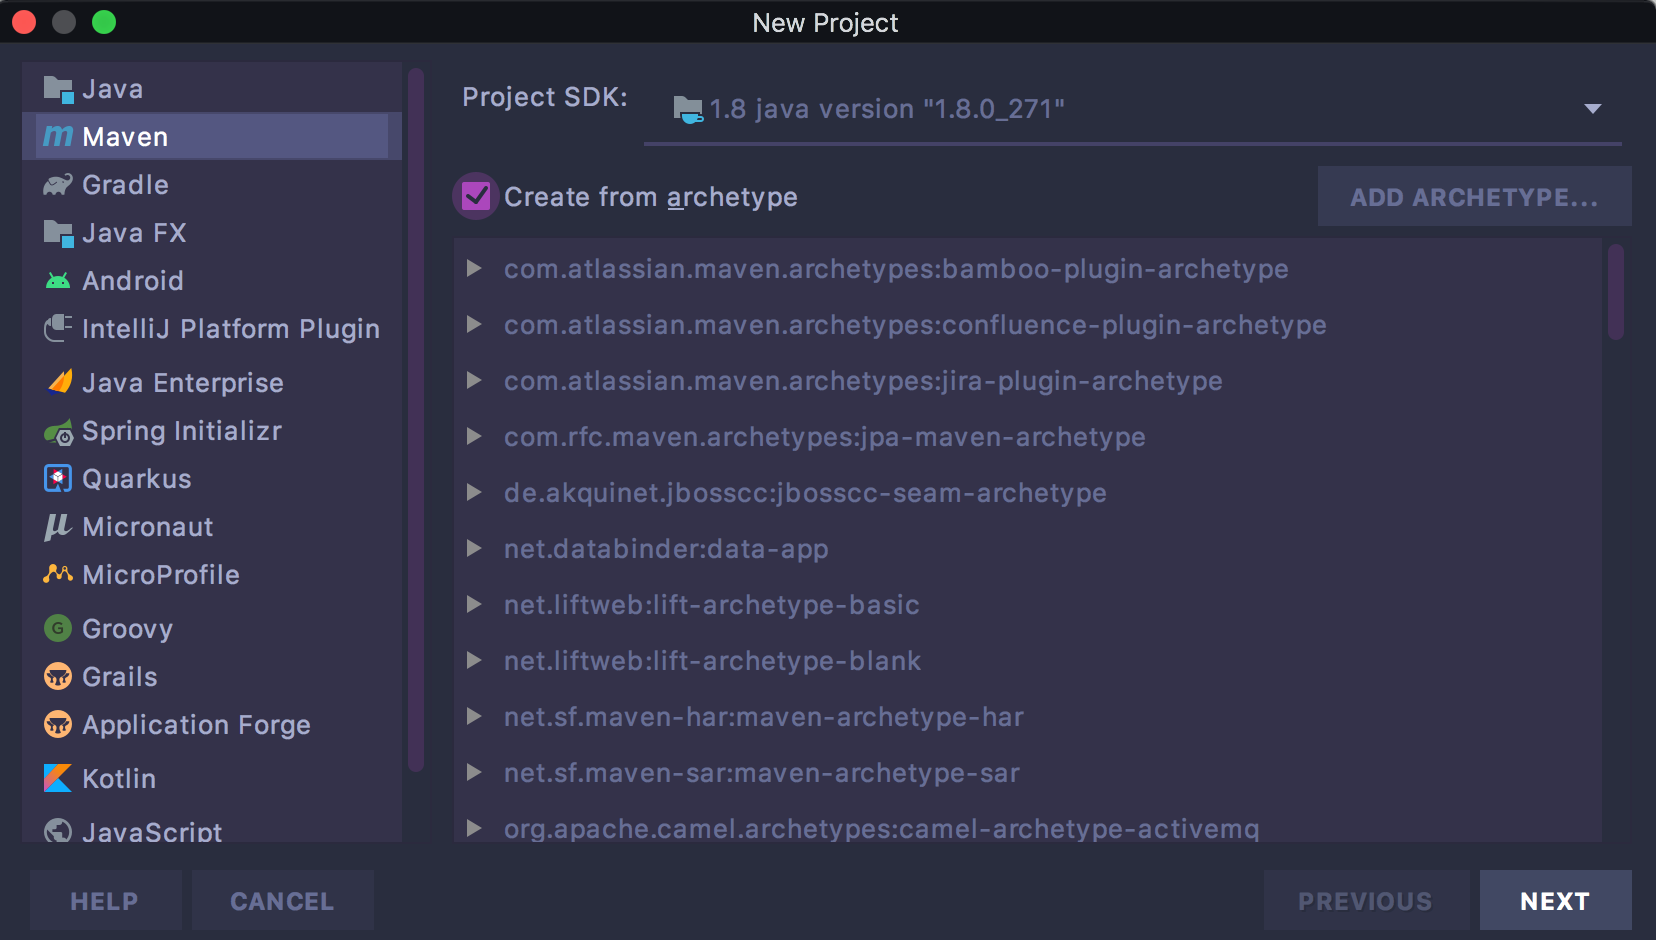 New Project
Java
Maven
Gradle
Java FX
Android
IntelliJ Platform Plugin
Java Enterprise
Spring Initializr
Quarkus
Micronaut
MicroProfile
Groovy
Grails
Application Forge
Kotlin
JavaScript
Project SDK:
1.8 java version "1.8.0_271"
Create from archetype
ADD ARCHETYPE...
com.atlassian.maven.archetypes:bamboo-plugin-archetype
com.atlassian.maven.archetypes:confluence-plugin-archetype
com.atlassian.maven.archetypes:jira-plugin-archetype
com.rfc.maven.archetypes:jpa-maven-archetype
de.akquinet.jbosscc:jbosscc-seam-archetype
net.databinder:data-app
net.liftweb:lift-archetype-basic
net.liftweb:lift-archetype-blank
net.sf.maven-har:maven-archetype-har
net.sf.maven-sar:maven-archetype-sar
org.apache.camel.archetypes:camel-archetype-activemq
HELP
CANCEL
PREVIOUS
NEXT